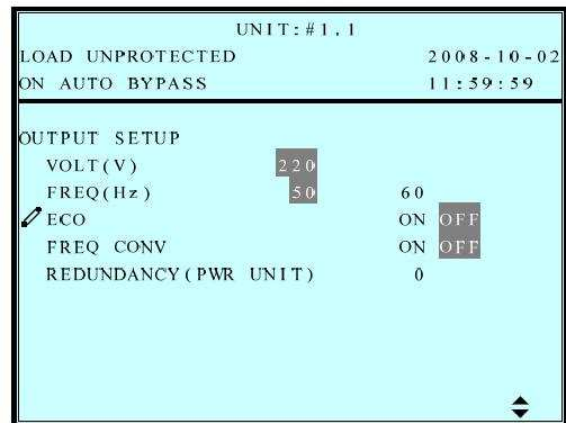 UNIT:#1.1
LOAD UNPROTECTED 2008-10-02
ON AUTO BYPASS 11:59:59
OUTPUT SETUP
VOLT(V) 220
FREQ(Hz) 50 60
ECO ON OFF
FREQ CONV ON OFF
REDUNDANCY(PWR UNIT) 0